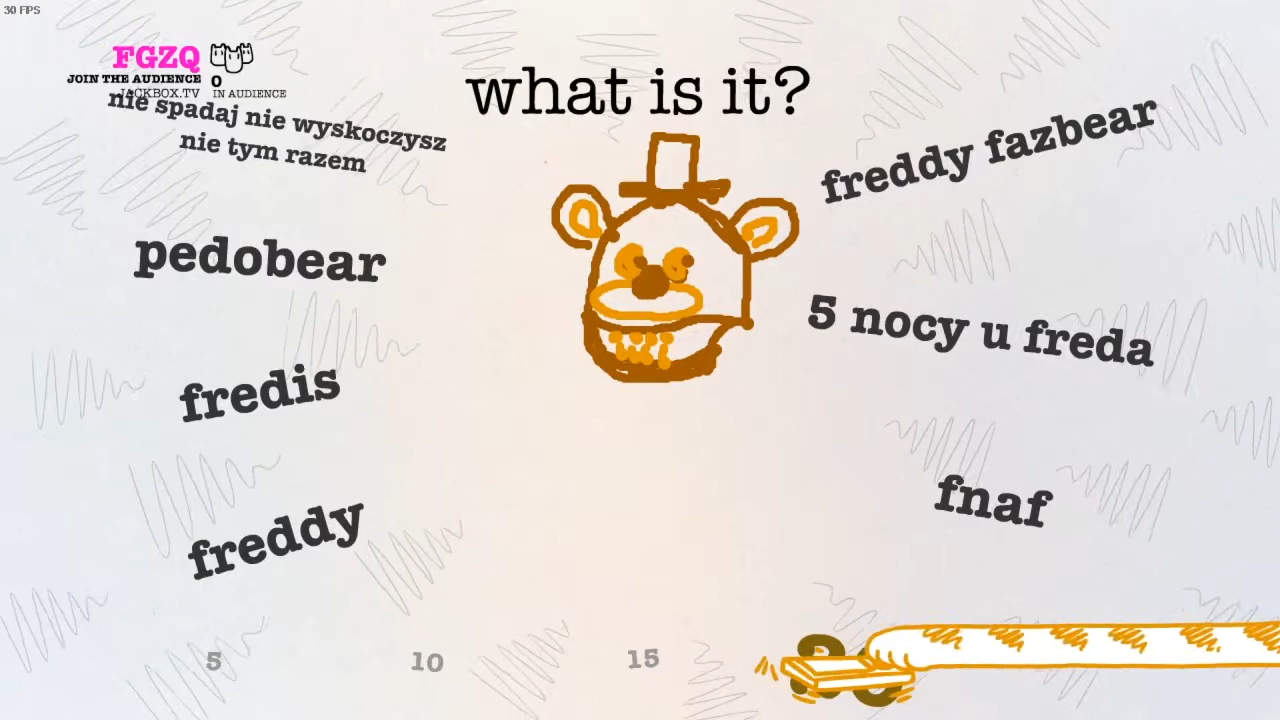 30 FPS
FGZQ
JOIN THE AUDIENCE 0
JACKBOX.TV IN AUDIENCE
what is it?
nie spadaj nie wyskoczysz
nie tym razem
freddy fazbear
pedobear
5 nocy u freda
fredis
fnaf
freddy
5 10 15